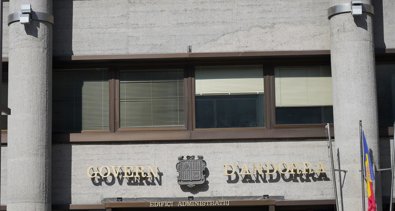 GOVERN D'ANDORRA
EDIFICI ADMINISTRATIU